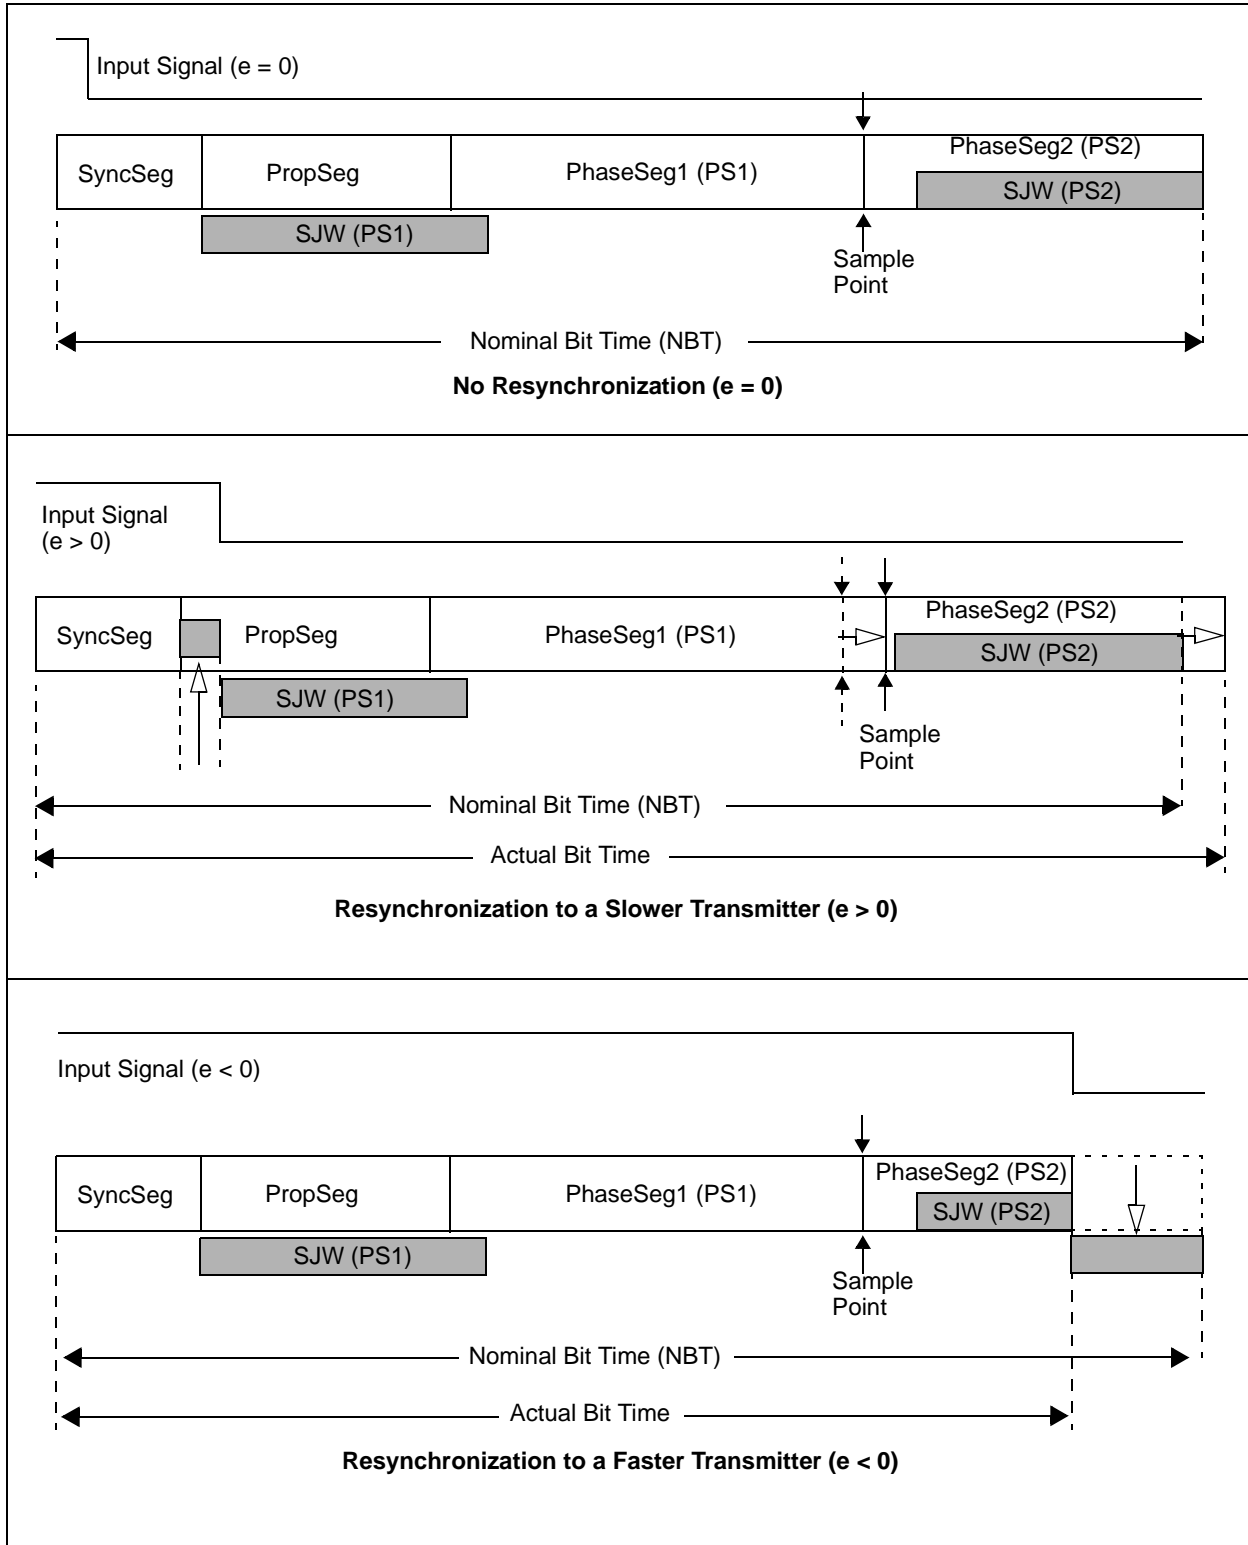 Input Signal (e = 0)
SyncSeg
PropSeg
PhaseSeg1 (PS1)
PhaseSeg2 (PS2)
SJW (PS2)
SJW (PS1)
Sample
Point
Nominal Bit Time (NBT)
No Resynchronization (e = 0)
Input Signal
(e > 0)
SyncSeg
PropSeg
PhaseSeg1 (PS1)
PhaseSeg2 (PS2)
SJW (PS2)
SJW (PS1)
Sample
Point
Nominal Bit Time (NBT)
Actual Bit Time
Resynchronization to a Slower Transmitter (e > 0)
Input Signal (e < 0)
SyncSeg
PropSeg
PhaseSeg1 (PS1)
PhaseSeg2 (PS2)
SJW (PS2)
SJW (PS1)
Sample
Point
Nominal Bit Time (NBT)
Actual Bit Time
Resynchronization to a Faster Transmitter (e < 0)